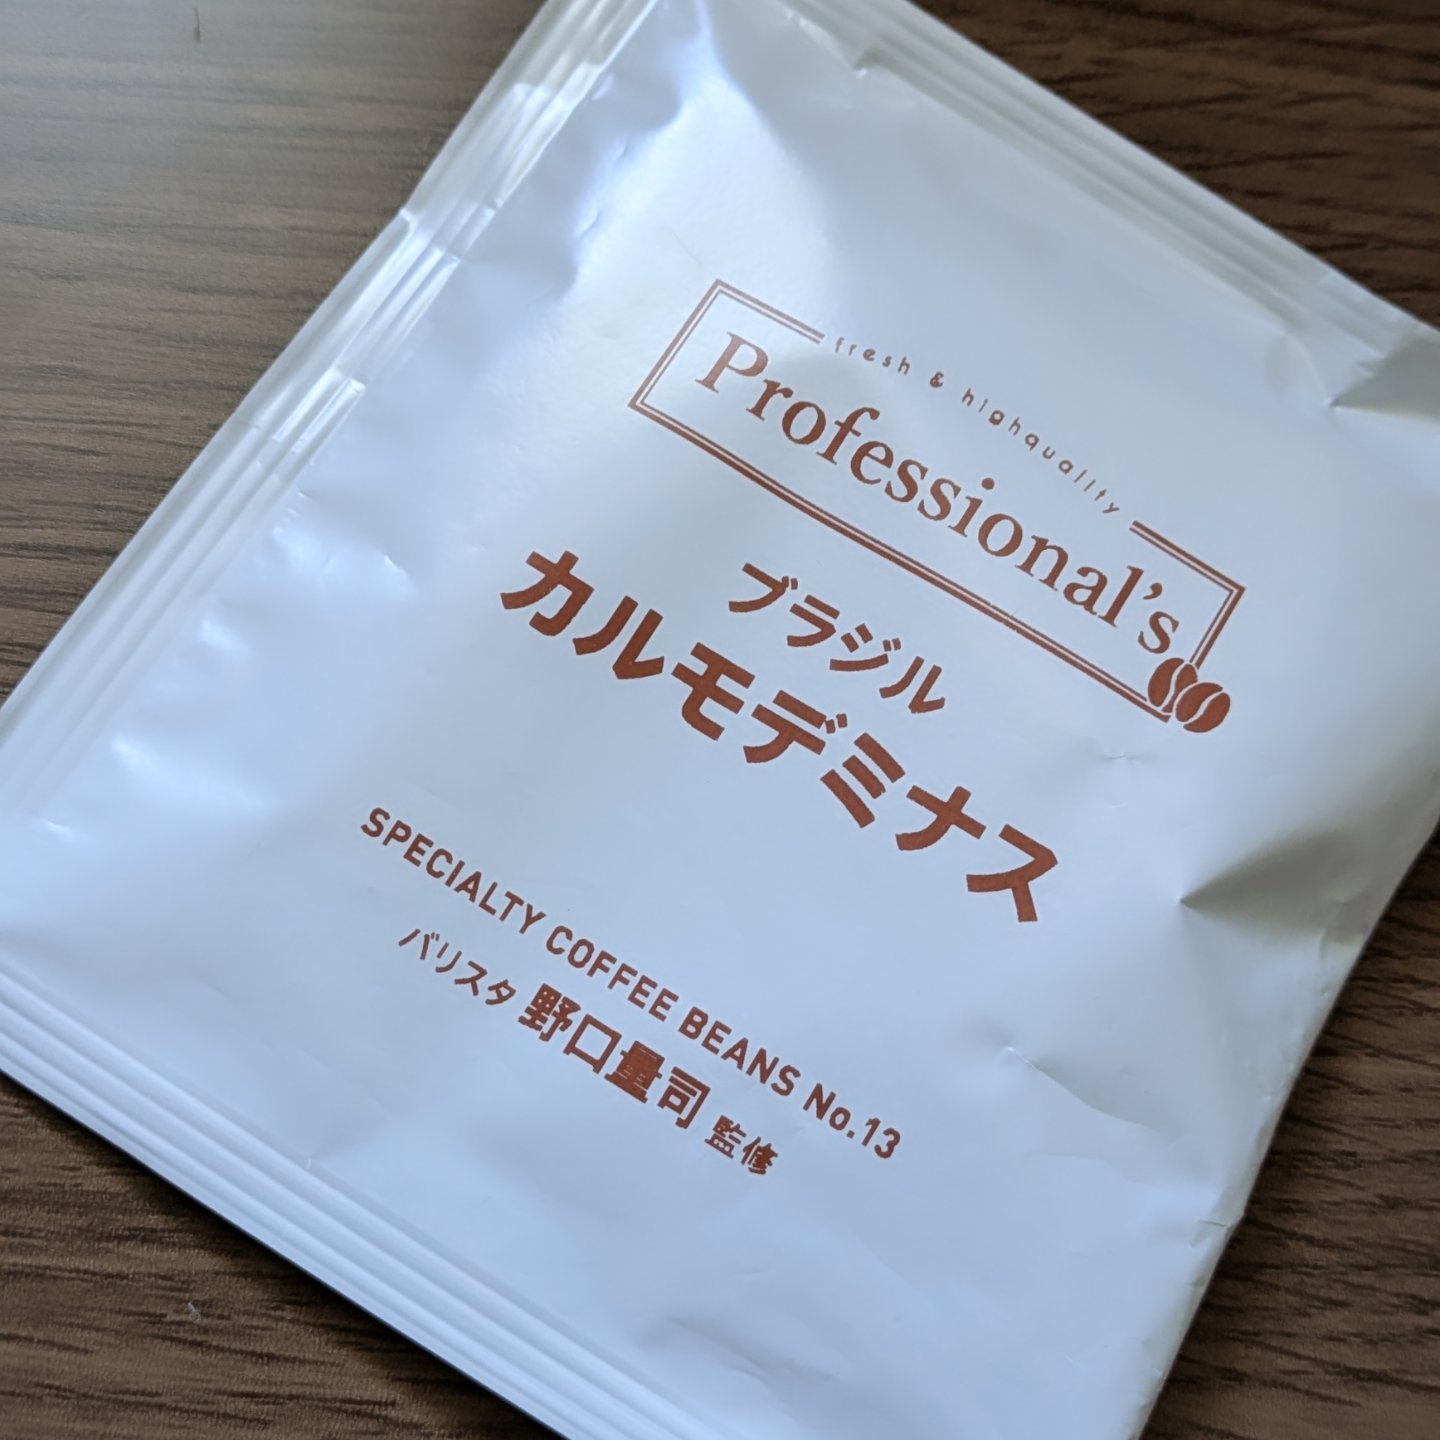 fresh & highquality
Professional's
ブラジル
カルモデミナス
SPECIALTY COFFEE BEANS No.13
バリスタ 野口量司 監修